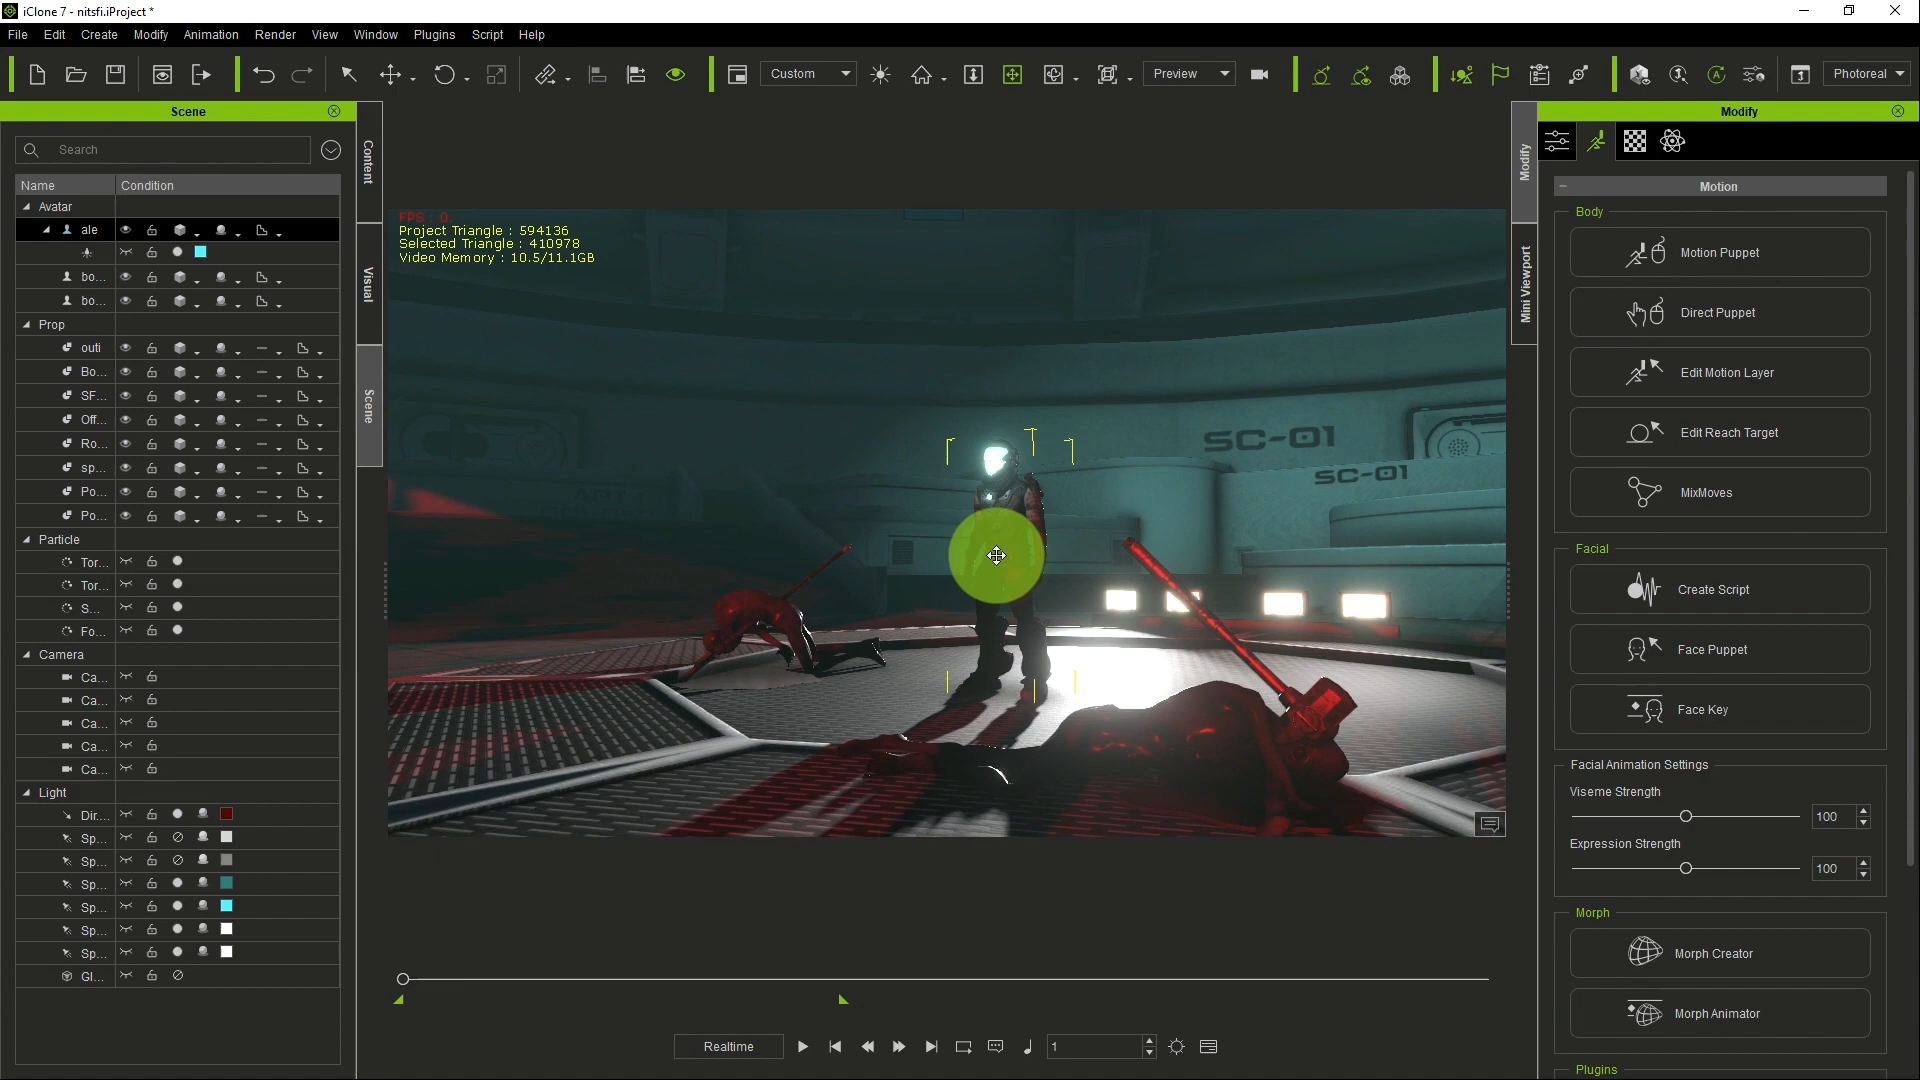 iClone 7 - nitsfi.iProject *
File Edit Create Modify Animation Render View Window Plugins Script Help
Custom
Preview
Photoreal
Scene
Search
Name Condition
Avatar
ale
bo...
bo...
Prop
outi
Bo...
SF...
Off...
Ro...
sp...
Po...
Po...
Particle
Tor...
Tor...
S...
Fo...
Camera
Ca...
Ca...
Ca...
Ca...
Ca...
Light
Dir....
Sp...
Sp...
Sp...
Sp...
Sp...
Sp...
Gl...
Content
Visual
Scene
FPS : 0.
Project Triangle : 594136
Selected Triangle : 410978
Video Memory : 10.5/11.1GB
SC-01
SC-01
Realtime
1
Modify
Mini Viewport
Modify
Motion
Body
Motion Puppet
Direct Puppet
Edit Motion Layer
Edit Reach Target
MixMoves
Facial
Create Script
Face Puppet
Face Key
Facial Animation Settings
Viseme Strength
100
Expression Strength
100
Morph
Morph Creator
Morph Animator
Plugins